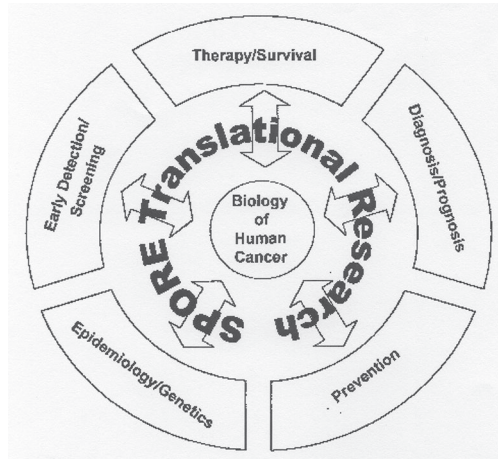 Therapy/Survival
Diagnosis/Prognosis
Prevention
Epidemiology/Genetics
Early Detection/
Screening
SPORE Translational Research
Biology
of
Human
Cancer